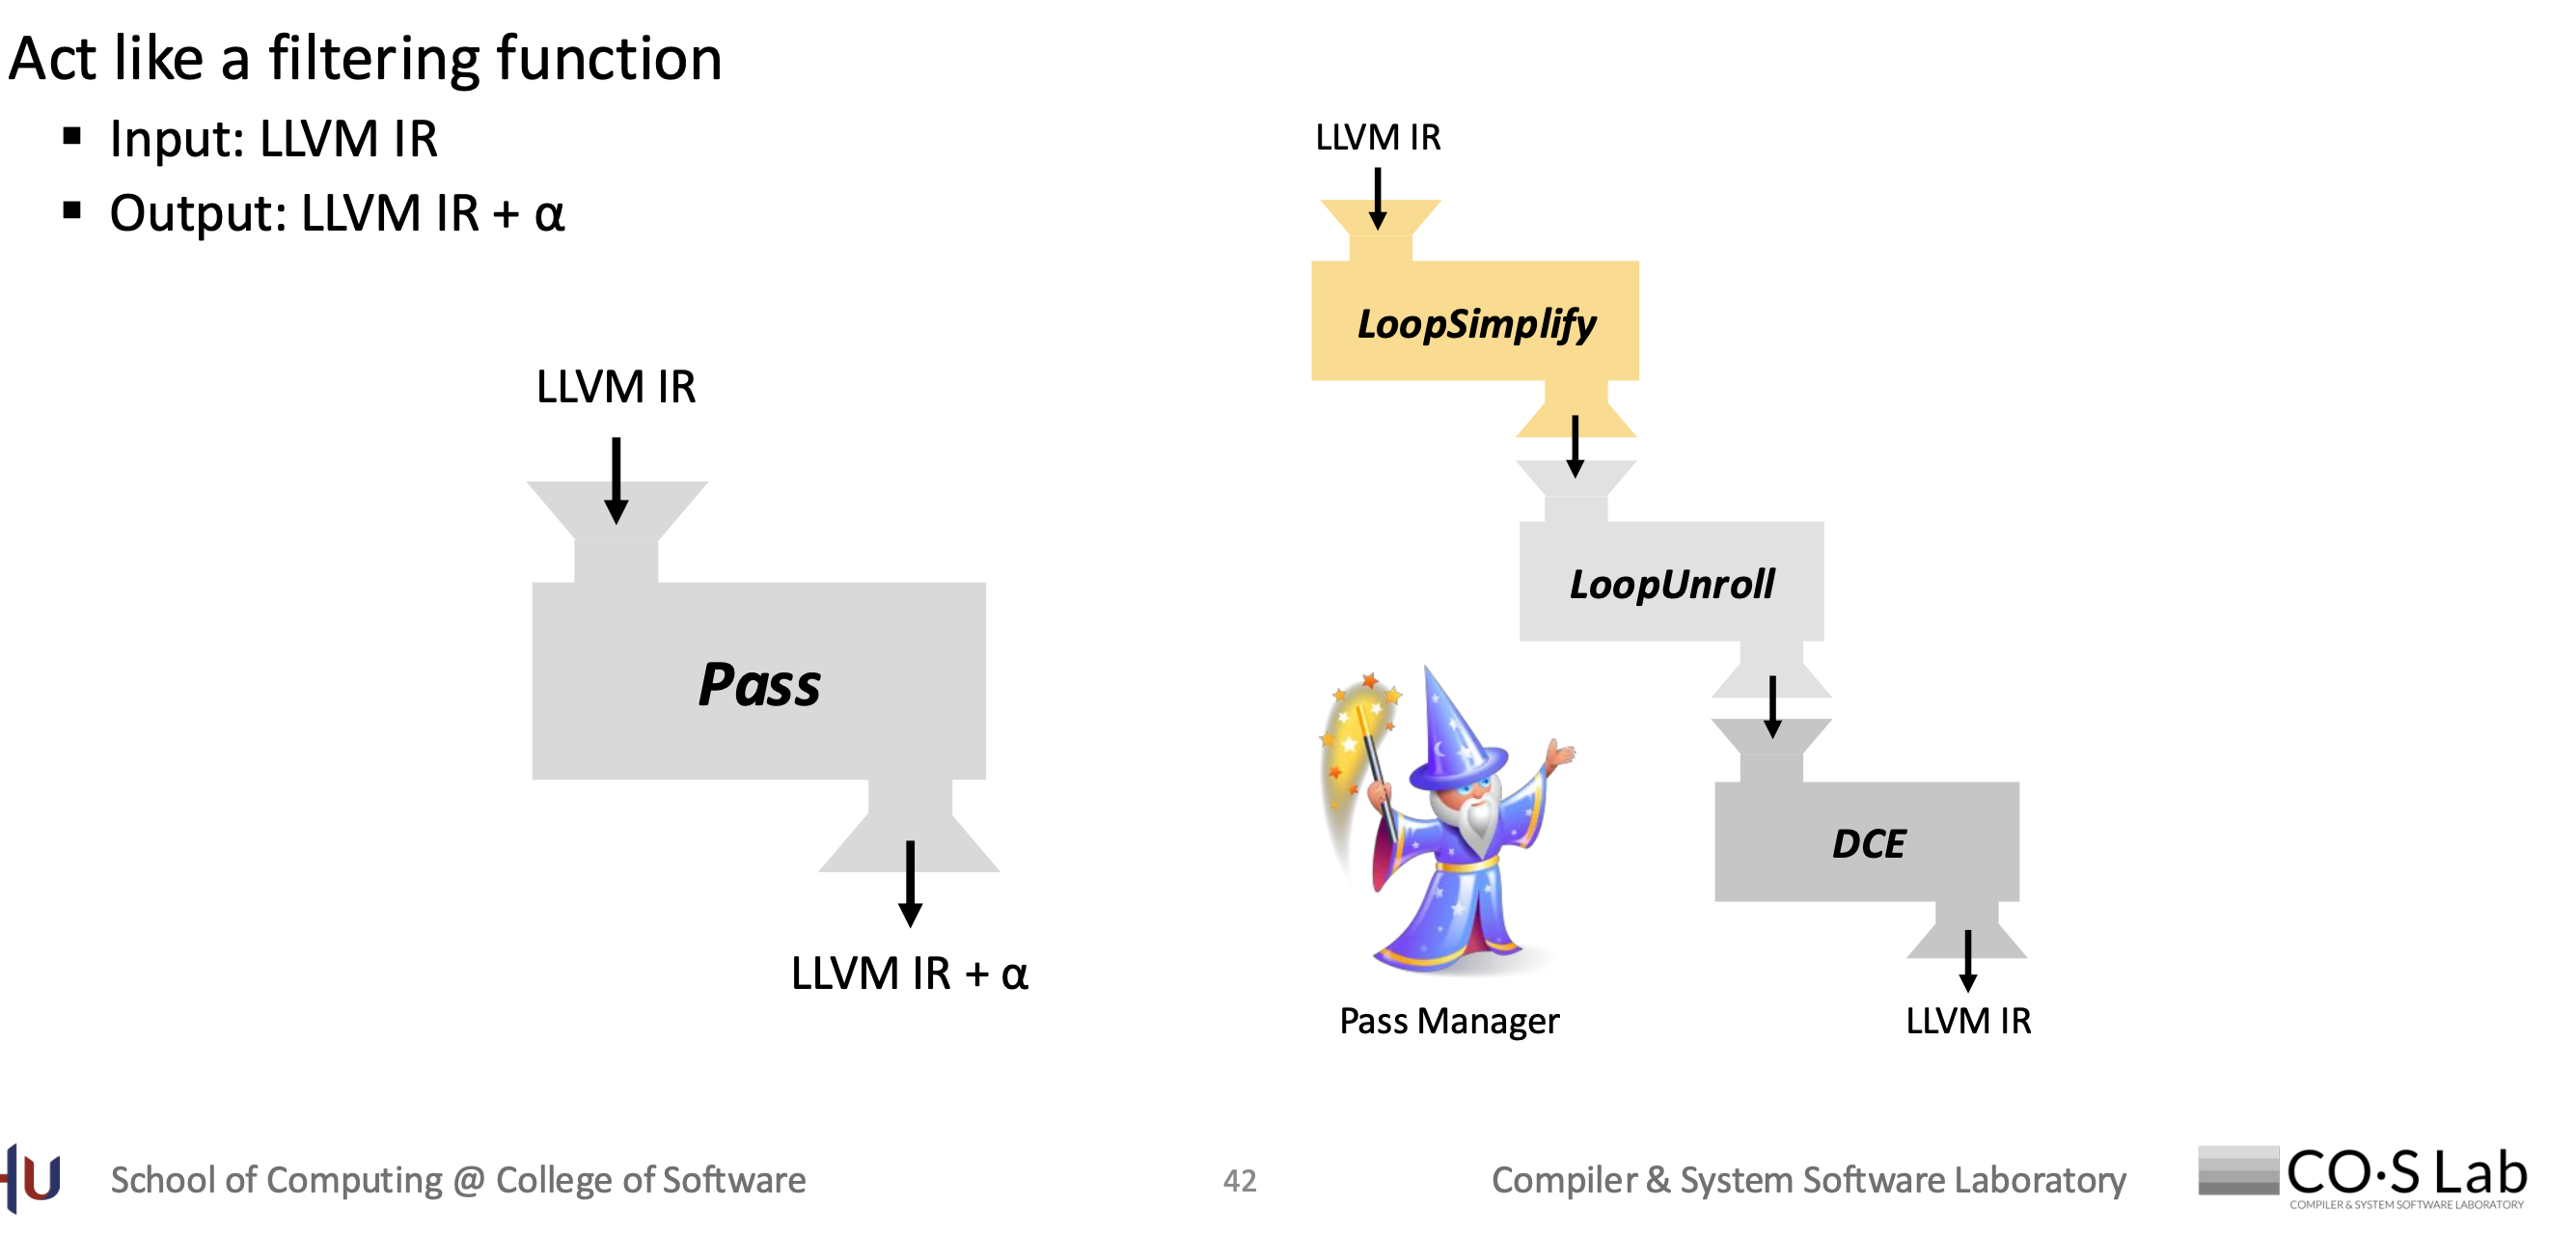 Act like a filtering function
▪ Input: LLVM IR
▪ Output: LLVM IR + α
LLVM IR
Pass
LLVM IR + α
LLVM IR
LoopSimplify
LoopUnroll
DCE
LLVM IR
Pass Manager
U
School of Computing @ College of Software
42
Compiler & System Software Laboratory
CO·S Lab
COMPILER & SYSTEM SOFTWARE LABORATORY